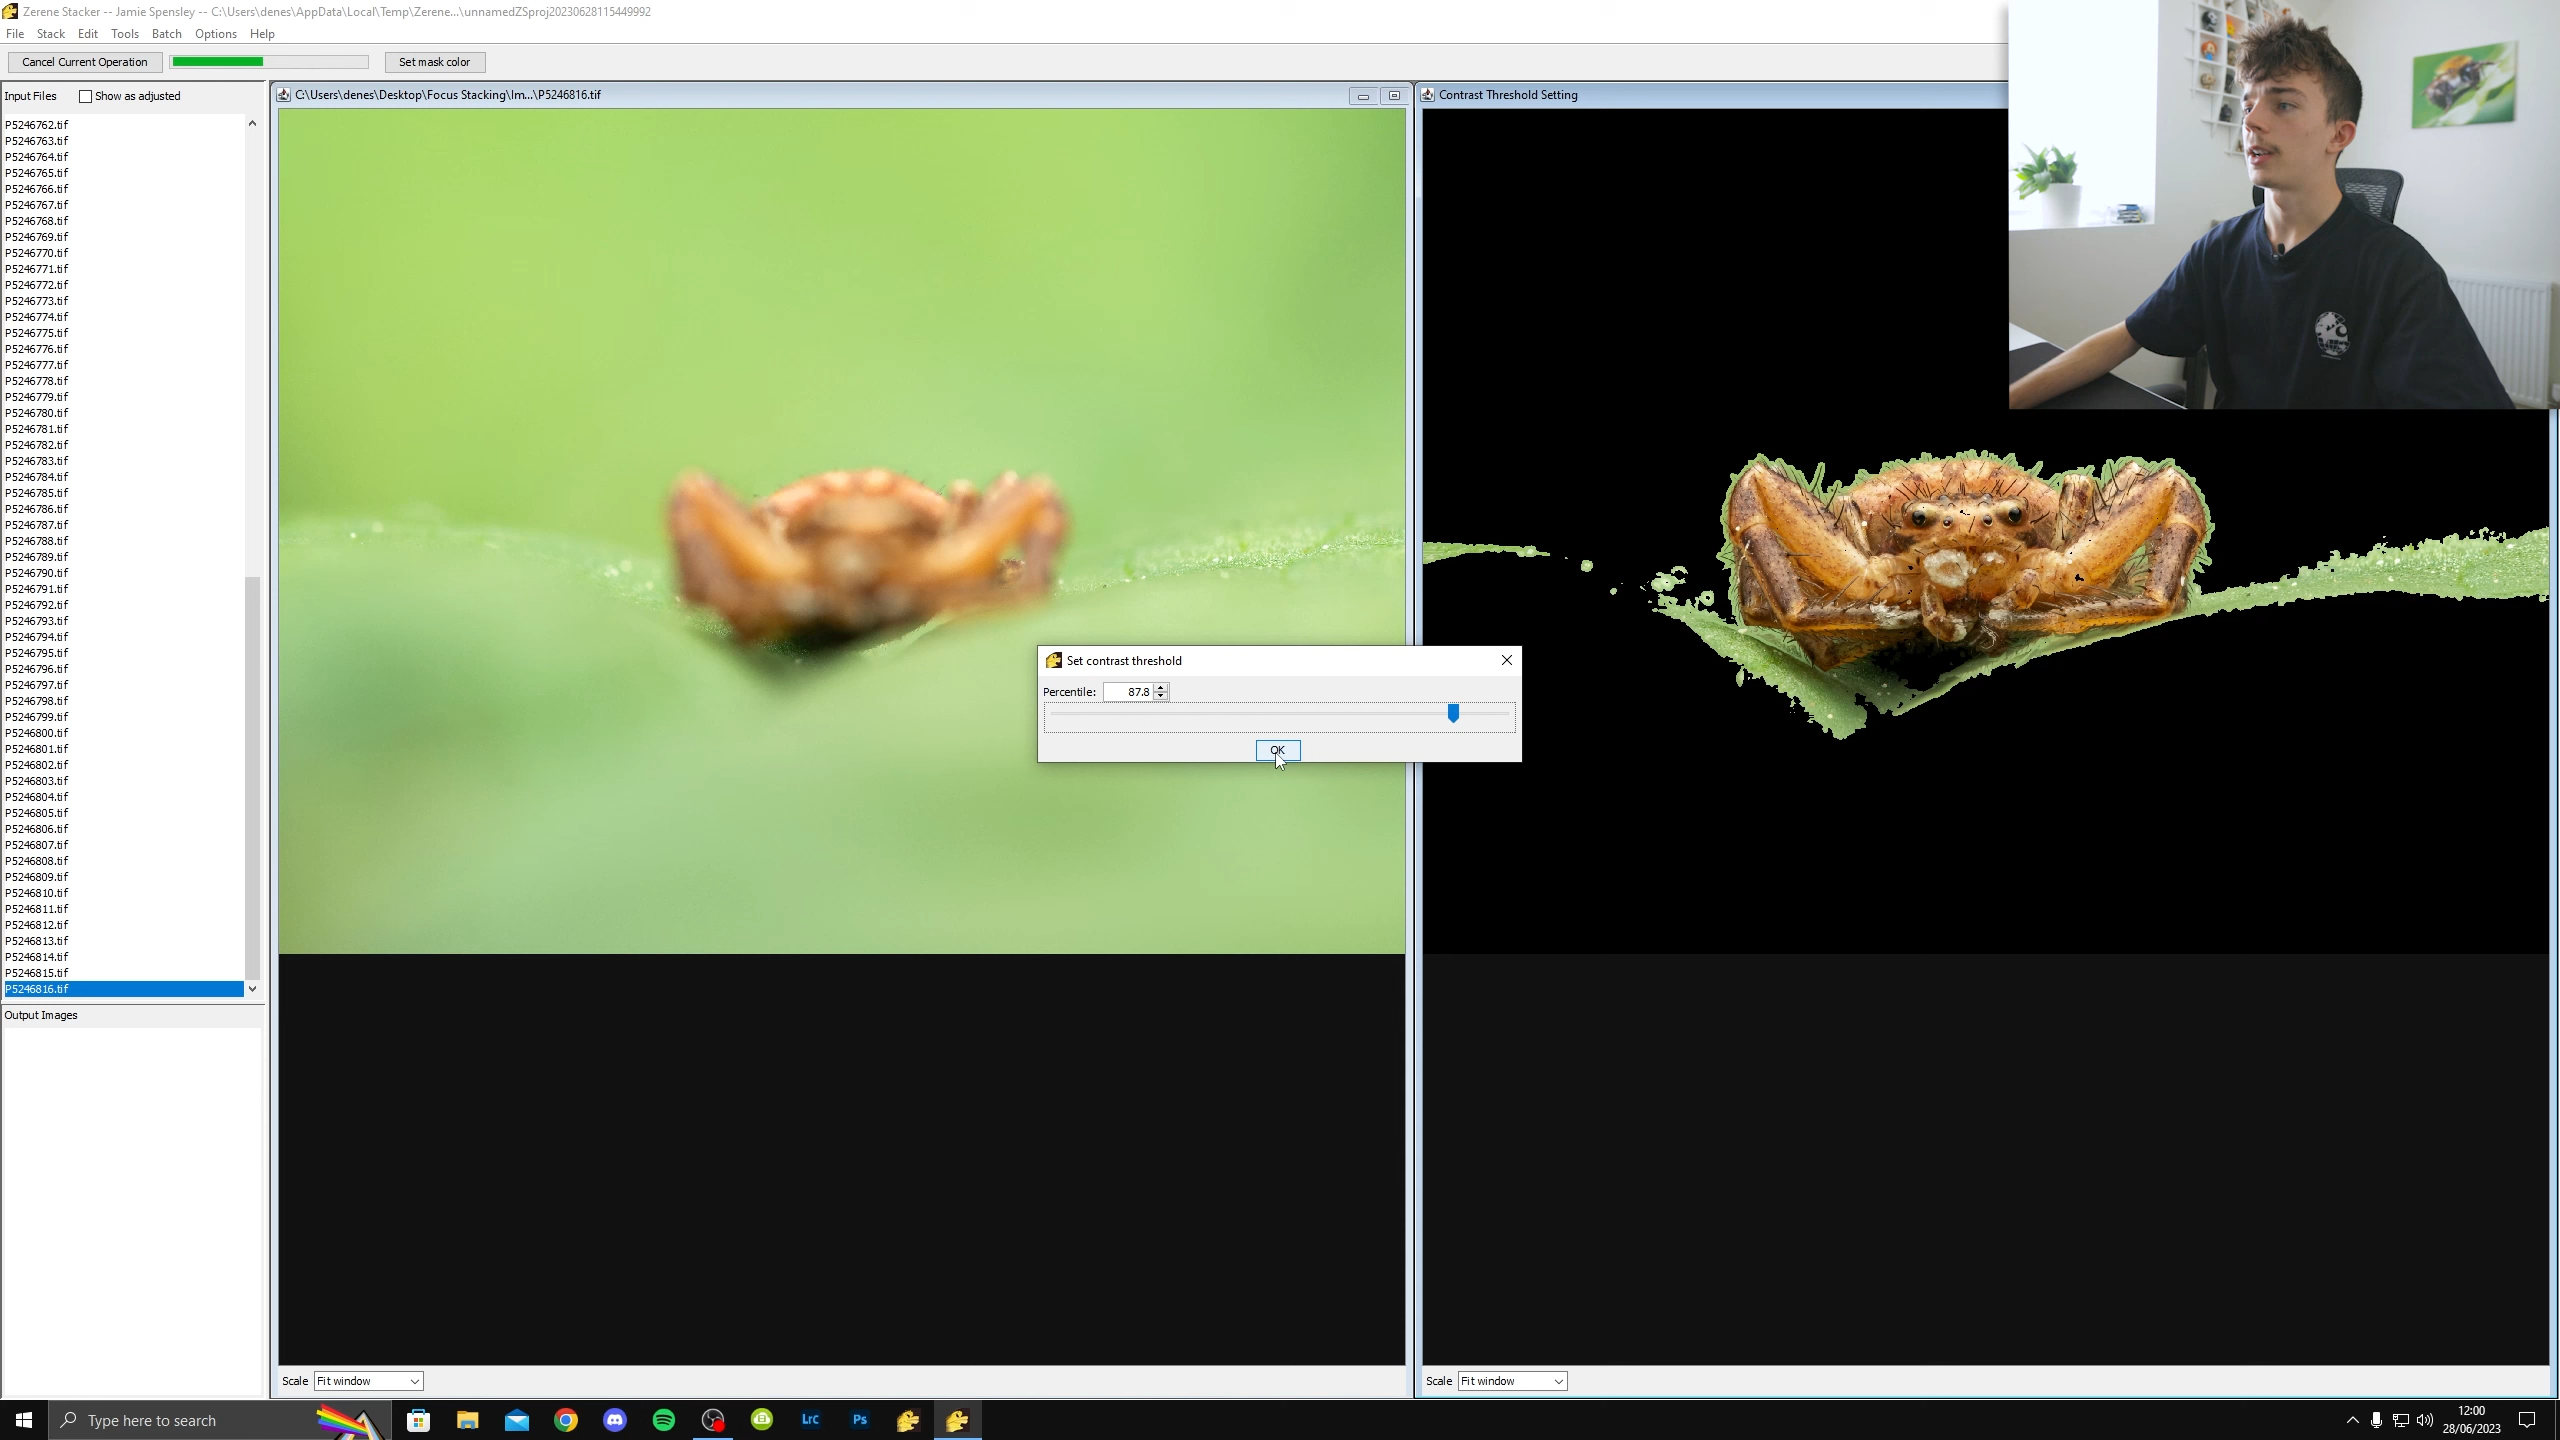 Zerene Stacker -- Jamie Spensley -- C:\Users\denes\AppData\Local\Temp\Zerene...\unnamedZSproj20230628115449992
File Stack Edit Tools Batch Options Help
Cancel Current Operation Set mask color
Input Files Show as adjusted
C:\Users\denes\Desktop\Focus Stacking\Im...\P5246816.tif
Contrast Threshold Setting
P5246762.tif
P5246763.tif
P5246764.tif
P5246765.tif
P5246766.tif
P5246767.tif
P5246768.tif
P5246769.tif
P5246770.tif
P5246771.tif
P5246772.tif
P5246773.tif
P5246774.tif
P5246775.tif
P5246776.tif
P5246777.tif
P5246778.tif
P5246779.tif
P5246780.tif
P5246781.tif
P5246782.tif
P5246783.tif
P5246784.tif
P5246785.tif
P5246786.tif
P5246787.tif
P5246788.tif
P5246789.tif
P5246790.tif
P5246791.tif
P5246792.tif
P5246793.tif
P5246794.tif
P5246795.tif
P5246796.tif
P5246797.tif
P5246798.tif
P5246799.tif
P5246800.tif
P5246801.tif
P5246802.tif
P5246803.tif
P5246804.tif
P5246805.tif
P5246806.tif
P5246807.tif
P5246808.tif
P5246809.tif
P5246810.tif
P5246811.tif
P5246812.tif
P5246813.tif
P5246814.tif
P5246815.tif
P5246816.tif
Set contrast threshold
Percentile: 87.8
OK
Output Images
Scale Fit window
Scale Fit window
Type here to search
LrC
Ps
12:00
28/06/2023